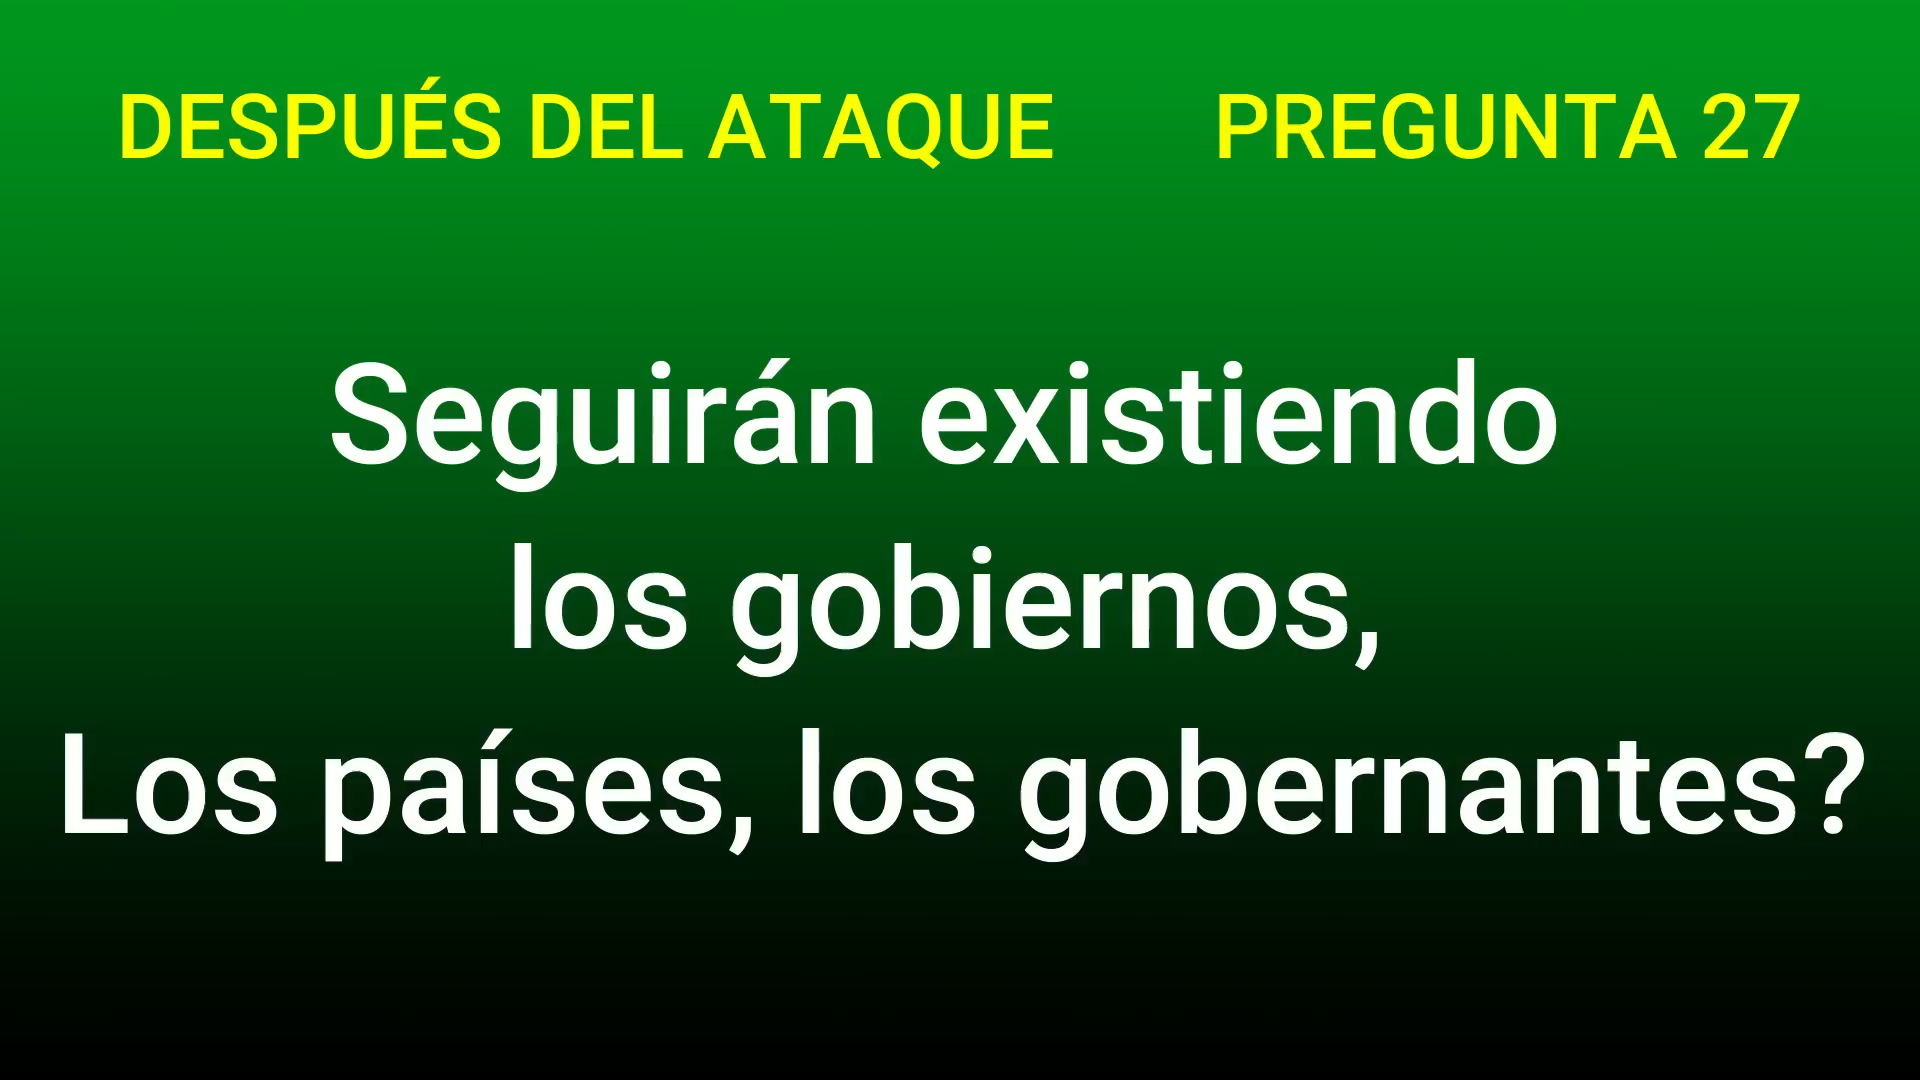 DESPUÉS DEL ATAQUE PREGUNTA 27
Seguirán existiendo
los gobiernos,
Los países, los gobernantes?